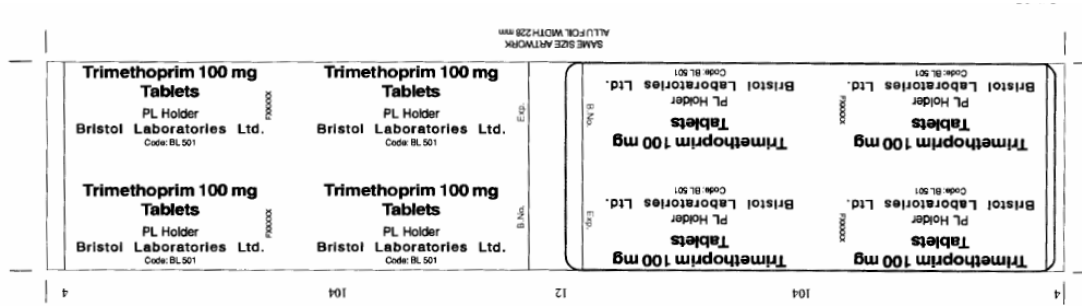 ALLU FOIL WIDTH 228 mm
SAME SIZE ARTWORK
Trimethoprim 100 mg
Tablets
PL Holder
Bristol Laboratories Ltd.
Code: BL 501
FXXXXX
Trimethoprim 100 mg
Tablets
PL Holder
Bristol Laboratories Ltd.
Code: BL 501
Exp.
Trimethoprim 100 mg
Tablets
PL Holder
Bristol Laboratories Ltd.
Code: BL 501
B.No.
Trimethoprim 100 mg
Tablets
PL Holder
Bristol Laboratories Ltd.
Code: BL 501
FXXXXX
Trimethoprim 100 mg
Tablets
PL Holder
Bristol Laboratories Ltd.
Code: BL 501
FXXXXX
Trimethoprim 100 mg
Tablets
PL Holder
Bristol Laboratories Ltd.
Code: BL 501
B.No.
Trimethoprim 100 mg
Tablets
PL Holder
Bristol Laboratories Ltd.
Code: BL 501
Exp.
Trimethoprim 100 mg
Tablets
PL Holder
Bristol Laboratories Ltd.
Code: BL 501
FXXXXX
4
104
12
104
4